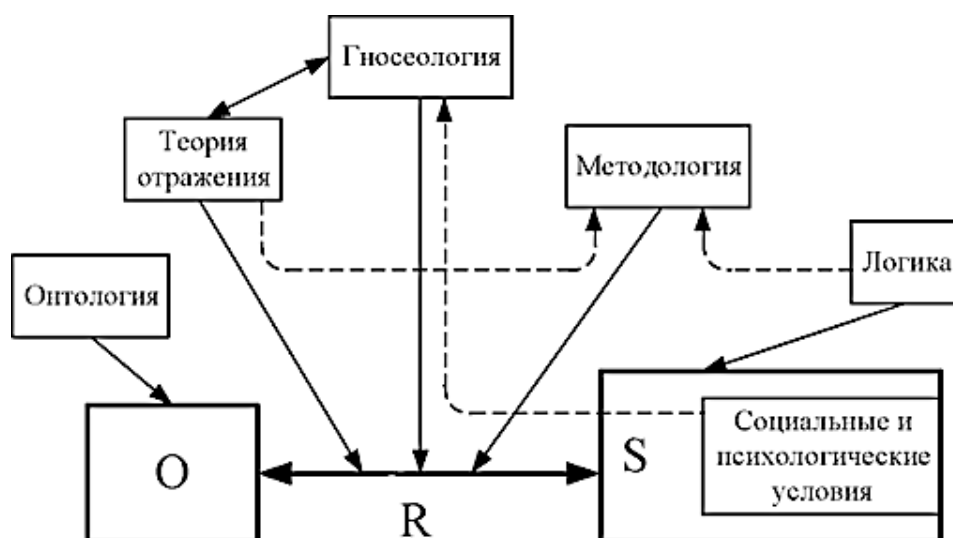 Гносеология
Теория
отражения
Методология
Логика
Онтология
Социальные и
психологические
условия
O
S
R